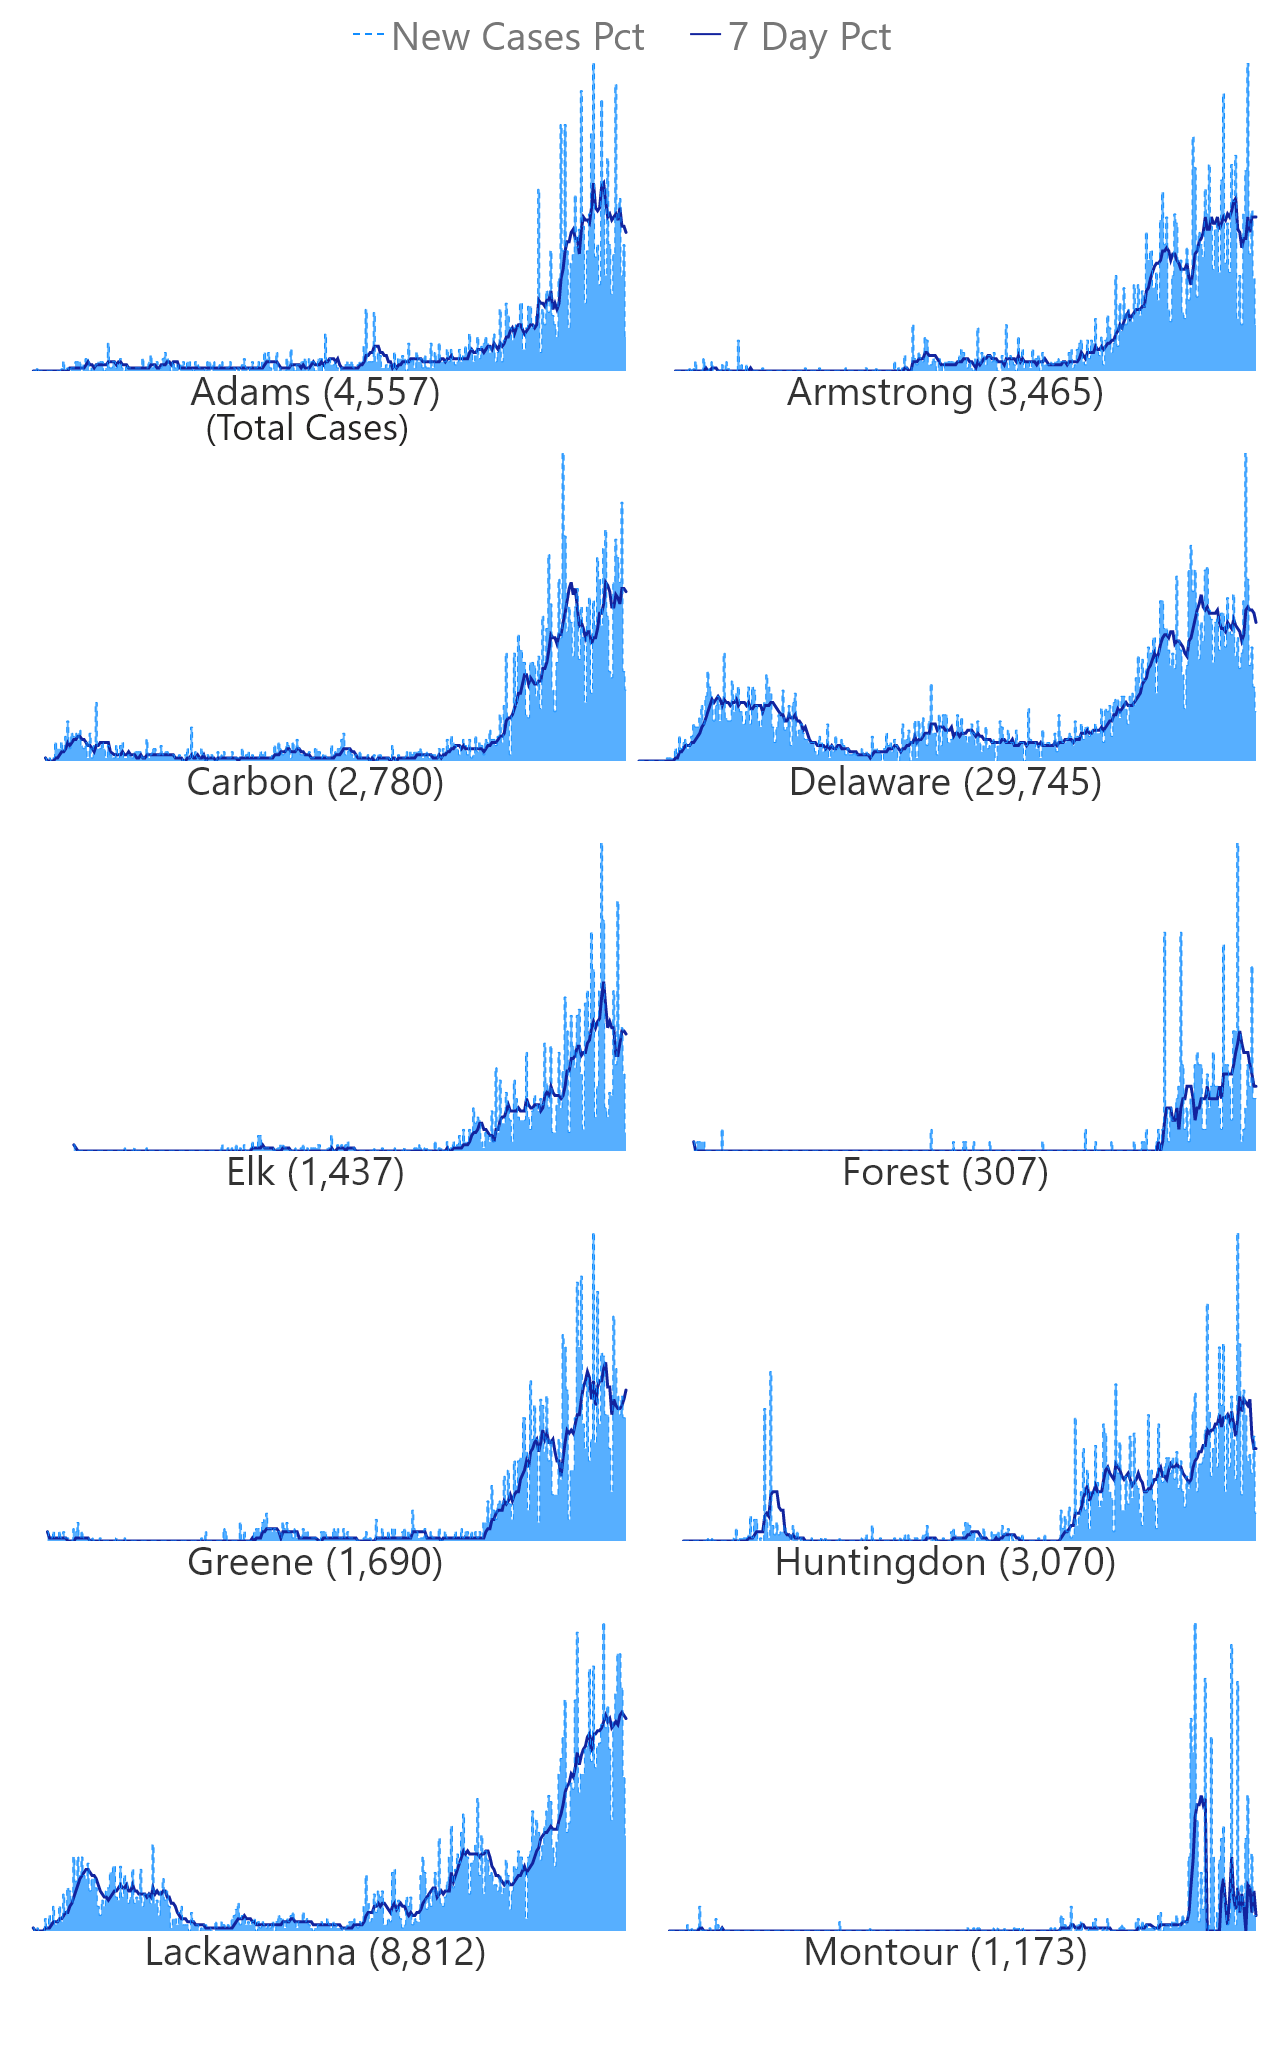 New Cases Pct 7 Day Pct
Adams (4,557) Armstrong (3,465)
(Total Cases)
Carbon (2,780) Delaware (29,745)
Elk (1,437) Forest (307)
Greene (1,690) Huntingdon (3,070)
Lackawanna (8,812) Montour (1,173)